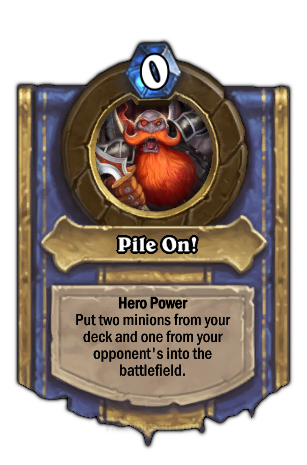 0
Pile On!
Hero Power
Put two minions from your
deck and one from your
opponent's into the
battlefield.